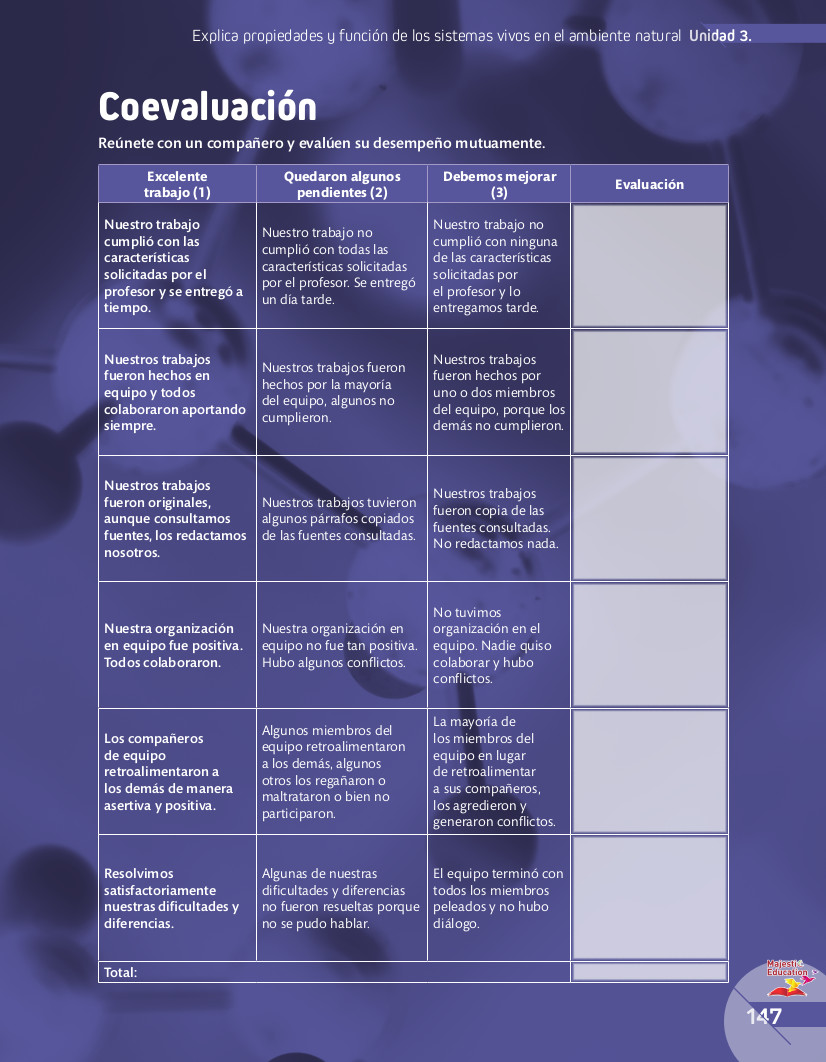 Explica propiedades y función de los sistemas vivos en el ambiente natural Unidad 3.
Coevaluación
Reúnete con un compañero y evalúen su desempeño mutuamente.
Excelente
trabajo (1)
Quedaron algunos
pendientes (2)
Debemos mejorar
(3)
Evaluación
Nuestro trabajo
cumplió con las
características
solicitadas por el
profesor y se entregó a
tiempo.
Nuestro trabajo no
cumplió con todas las
características solicitadas
por el profesor. Se entregó
un día tarde.
Nuestro trabajo no
cumplió con ninguna
de las características
solicitadas por
el profesor y lo
entregamos tarde.
Nuestros trabajos
fueron hechos en
equipo y todos
colaboraron aportando
siempre.
Nuestros trabajos fueron
hechos por la mayoría
del equipo, algunos no
cumplieron.
Nuestros trabajos
fueron hechos por
uno o dos miembros
del equipo, porque los
demás no cumplieron.
Nuestros trabajos
fueron originales,
aunque consultamos
fuentes, los redactamos
nosotros.
Nuestros trabajos tuvieron
algunos párrafos copiados
de las fuentes consultadas.
Nuestros trabajos
fueron copia de las
fuentes consultadas.
No redactamos nada.
Nuestra organización
en equipo fue positiva.
Todos colaboraron.
Nuestra organización en
equipo no fue tan positiva.
Hubo algunos conflictos.
No tuvimos
organización en el
equipo. Nadie quiso
colaborar y hubo
conflictos.
Los compañeros
de equipo
retroalimentaron a
los demás de manera
asertiva y positiva.
Algunos miembros del
equipo retroalimentaron
a los demás, algunos
otros los regañaron o
maltrataron o bien no
participaron.
La mayoría de
los miembros del
equipo en lugar
de retroalimentar
a sus compañeros,
los agredieron y
generaron conflictos.
Resolvimos
satisfactoriamente
nuestras dificultades y
diferencias.
Algunas de nuestras
dificultades y diferencias
no fueron resueltas porque
no se pudo hablar.
El equipo terminó con
todos los miembros
peleados y no hubo
diálogo.
Total:
Majestic
Education
147